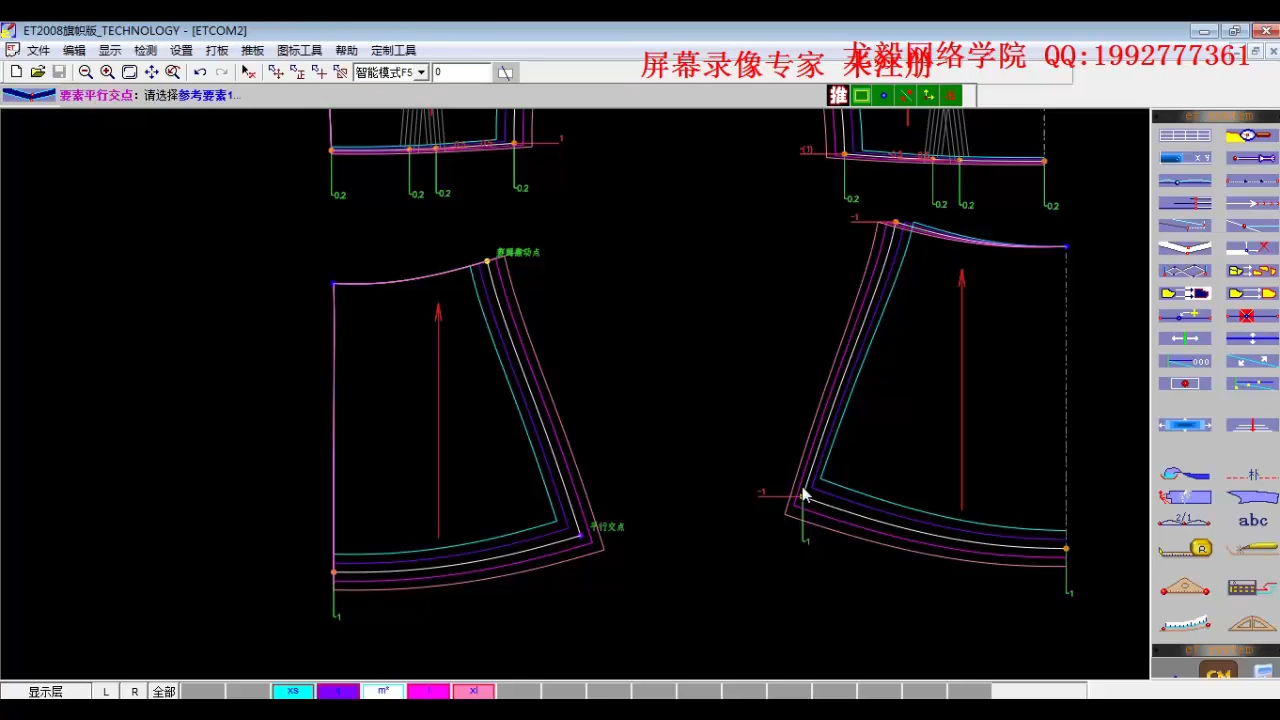 ET2008旗帜版_TECHNOLOGY - [ETCOM2]
文件 编辑 显示 检测 设置 打板 推板 图标工具 帮助 定制工具
屏幕录像专家 未注册
龙毅网络学院 QQ:1992777361
智能模式F5 0
要素平行交点:请选择参考要素1...
推
X Y
1
0.2 0.2 0.2 0.2
0.2 0.2 0.2 0.2
-1
平行交点
-1
1
-1
-1
000
朴
2/1
abc
R
CN
显示层 L R 全部 xs s m* l xl